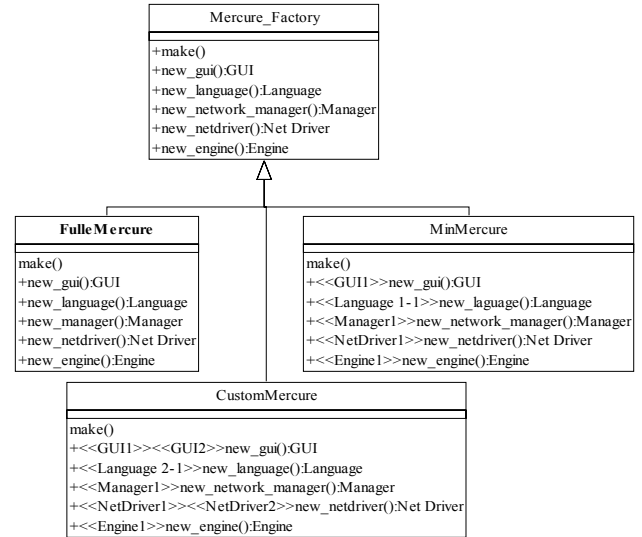 Mercure_Factory
+make()
+new_gui():GUI
+new_language():Language
+new_network_manager():Manager
+new_netdriver():Net Driver
+new_engine():Engine
FulleMercure
make()
+new_gui():GUI
+new_language():Language
+new_manager():Manager
+new_netdriver():Net Driver
+new_engine():Engine
MinMercure
make()
+<<GUI1>>new_gui():GUI
+<<Language 1-1>>new_laguage():Language
+<<Manager1>>new_network_manager():Manager
+<<NetDriver1>>new_netdriver():Net Driver
+<<Engine1>>new_engine():Engine
CustomMercure
make()
+<<GUI1>><<GUI2>>new_gui():GUI
+<<Language 2-1>>new_language():Language
+<<Manager1>>new_network_manager():Manager
+<<NetDriver1>><<NetDriver2>>new_netdriver():Net Driver
+<<Engine1>>new_engine():Engine